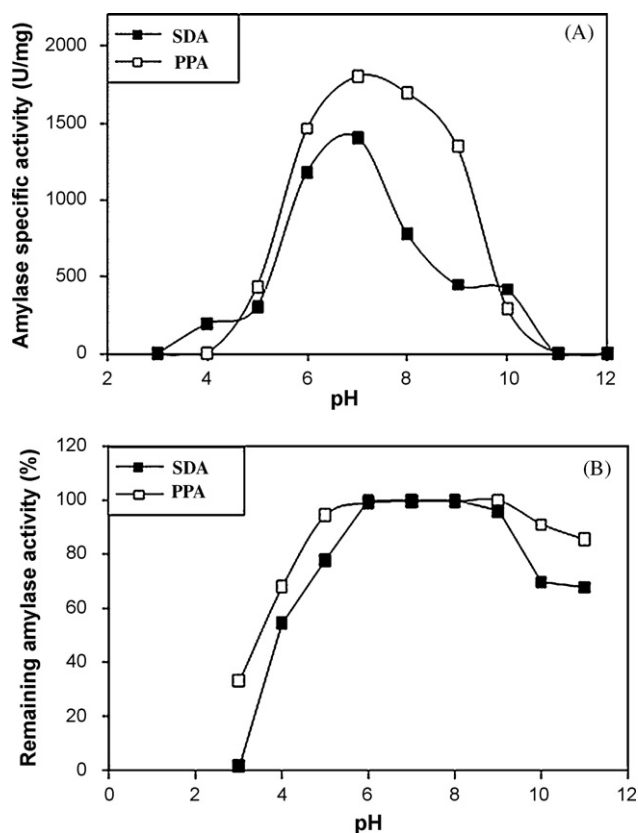 Amylase specific activity (U/mg)
2000
1500
1000
500
0
SDA
PPA
(A)
2 4 6 8 10 12
pH
Remaining amylase activity (%)
120
100
80
60
40
20
0
SDA
PPA
(B)
0 2 4 6 8 10 12
pH